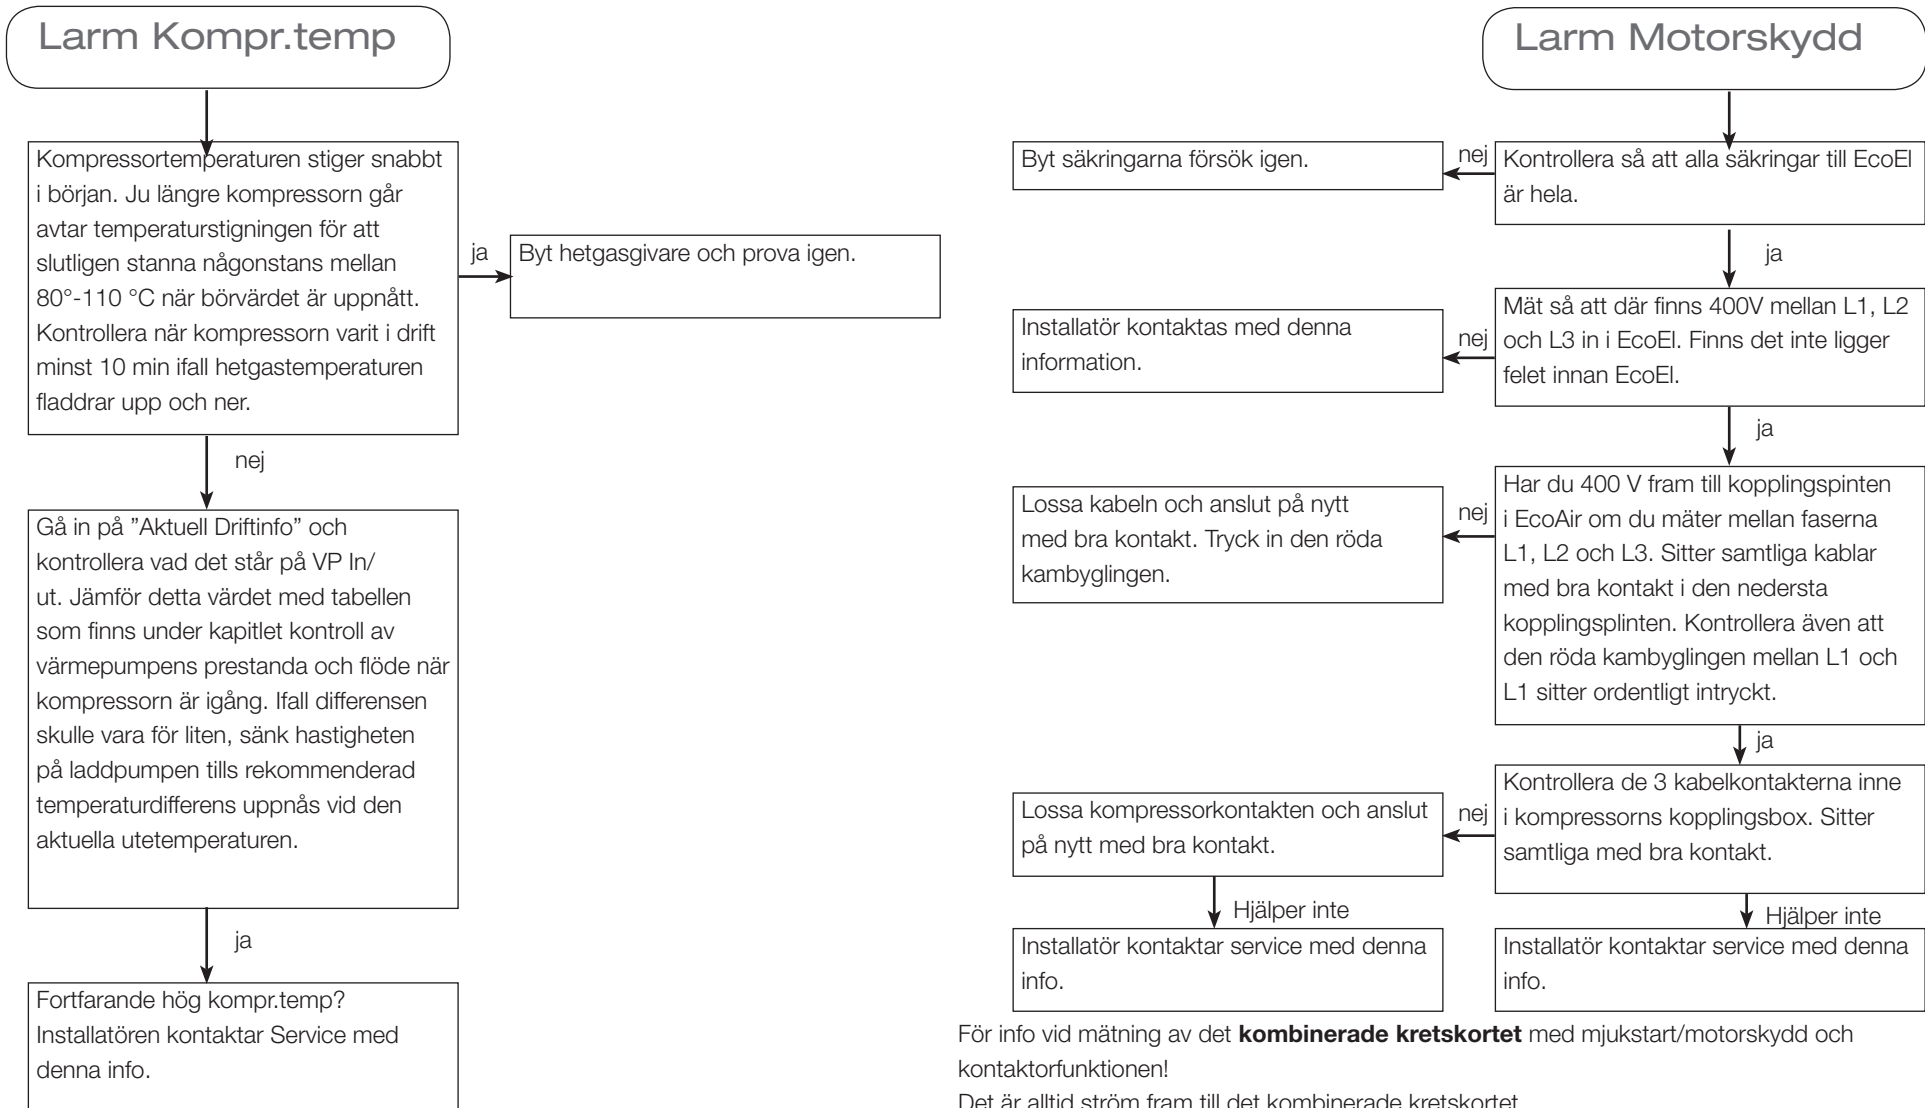 Larm Kompr.temp
Kompressortemperaturen stiger snabbt
i början. Ju längre kompressorn går
avtar temperaturstigningen för att
slutligen stanna någonstans mellan
80°-110 °C när börvärdet är uppnått.
Kontrollera när kompressorn varit i drift
minst 10 min ifall hetgastemperaturen
fladdrar upp och ner.
ja
Byt hetgasgivare och prova igen.
nej
Gå in på ”Aktuell Driftinfo” och
kontrollera vad det står på VP In/
ut. Jämför detta värdet med tabellen
som finns under kapitlet kontroll av
värmepumpens prestanda och flöde när
kompressorn är igång. Ifall differensen
skulle vara för liten, sänk hastigheten
på laddpumpen tills rekommenderad
temperaturdifferens uppnås vid den
aktuella utetemperaturen.
ja
Fortfarande hög kompr.temp?
Installatören kontaktar Service med
denna info.
Larm Motorskydd
Kontrollera så att alla säkringar till EcoEl
är hela.
nej
Byt säkringarna försök igen.
ja
Mät så att där finns 400V mellan L1, L2
och L3 in i EcoEl. Finns det inte ligger
felet innan EcoEl.
nej
Installatör kontaktas med denna
information.
ja
Har du 400 V fram till kopplingspinten
i EcoAir om du mäter mellan faserna
L1, L2 och L3. Sitter samtliga kablar
med bra kontakt i den nedersta
kopplingsplinten. Kontrollera även att
den röda kambyglingen mellan L1 och
L1 sitter ordentligt intryckt.
nej
Lossa kabeln och anslut på nytt
med bra kontakt. Tryck in den röda
kambyglingen.
ja
Kontrollera de 3 kabelkontakterna inne
i kompressorns kopplingsbox. Sitter
samtliga med bra kontakt.
nej
Lossa kompressorkontakten och anslut
på nytt med bra kontakt.
Hjälper inte
Installatör kontaktar service med denna
info.
Hjälper inte
Installatör kontaktar service med denna
info.
För info vid mätning av det kombinerade kretskortet med mjukstart/motorskydd och
kontaktorfunktionen!
Det är alltid ström fram till det kombinerade kretskortet